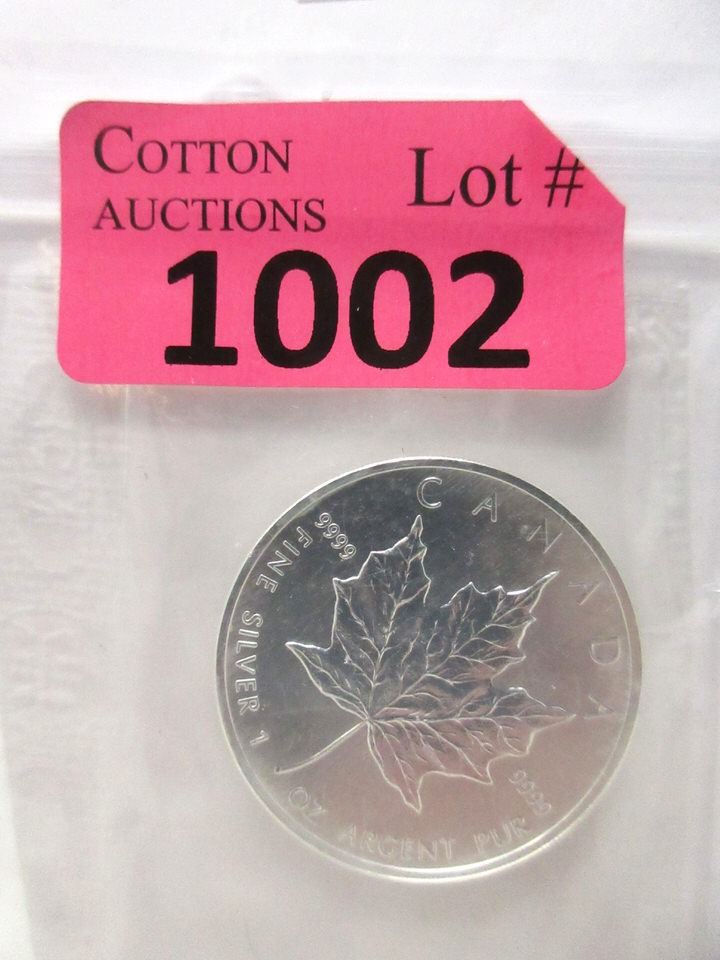 COTTON
AUCTIONS
Lot #
1002
CANADA
9999
FINE SILVER 1 OZ ARGENT PUR
9999